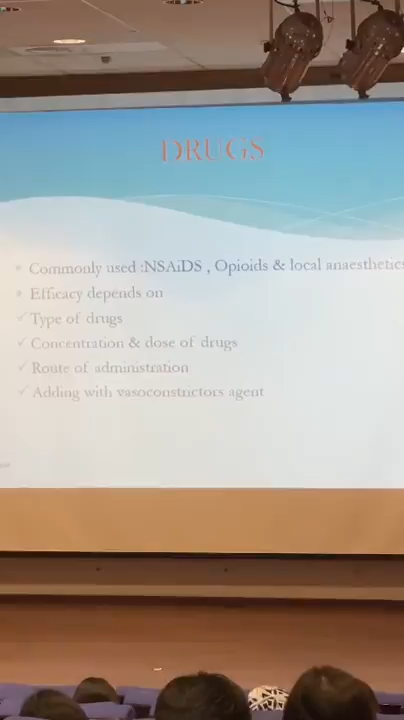 DRUGS
Commonly used :NSAiDS , Opioids & local anaesthetics
Efficacy depends on
Type of drugs
Concentration & dose of drugs
Route of administration
Adding with vasoconstrictors agent